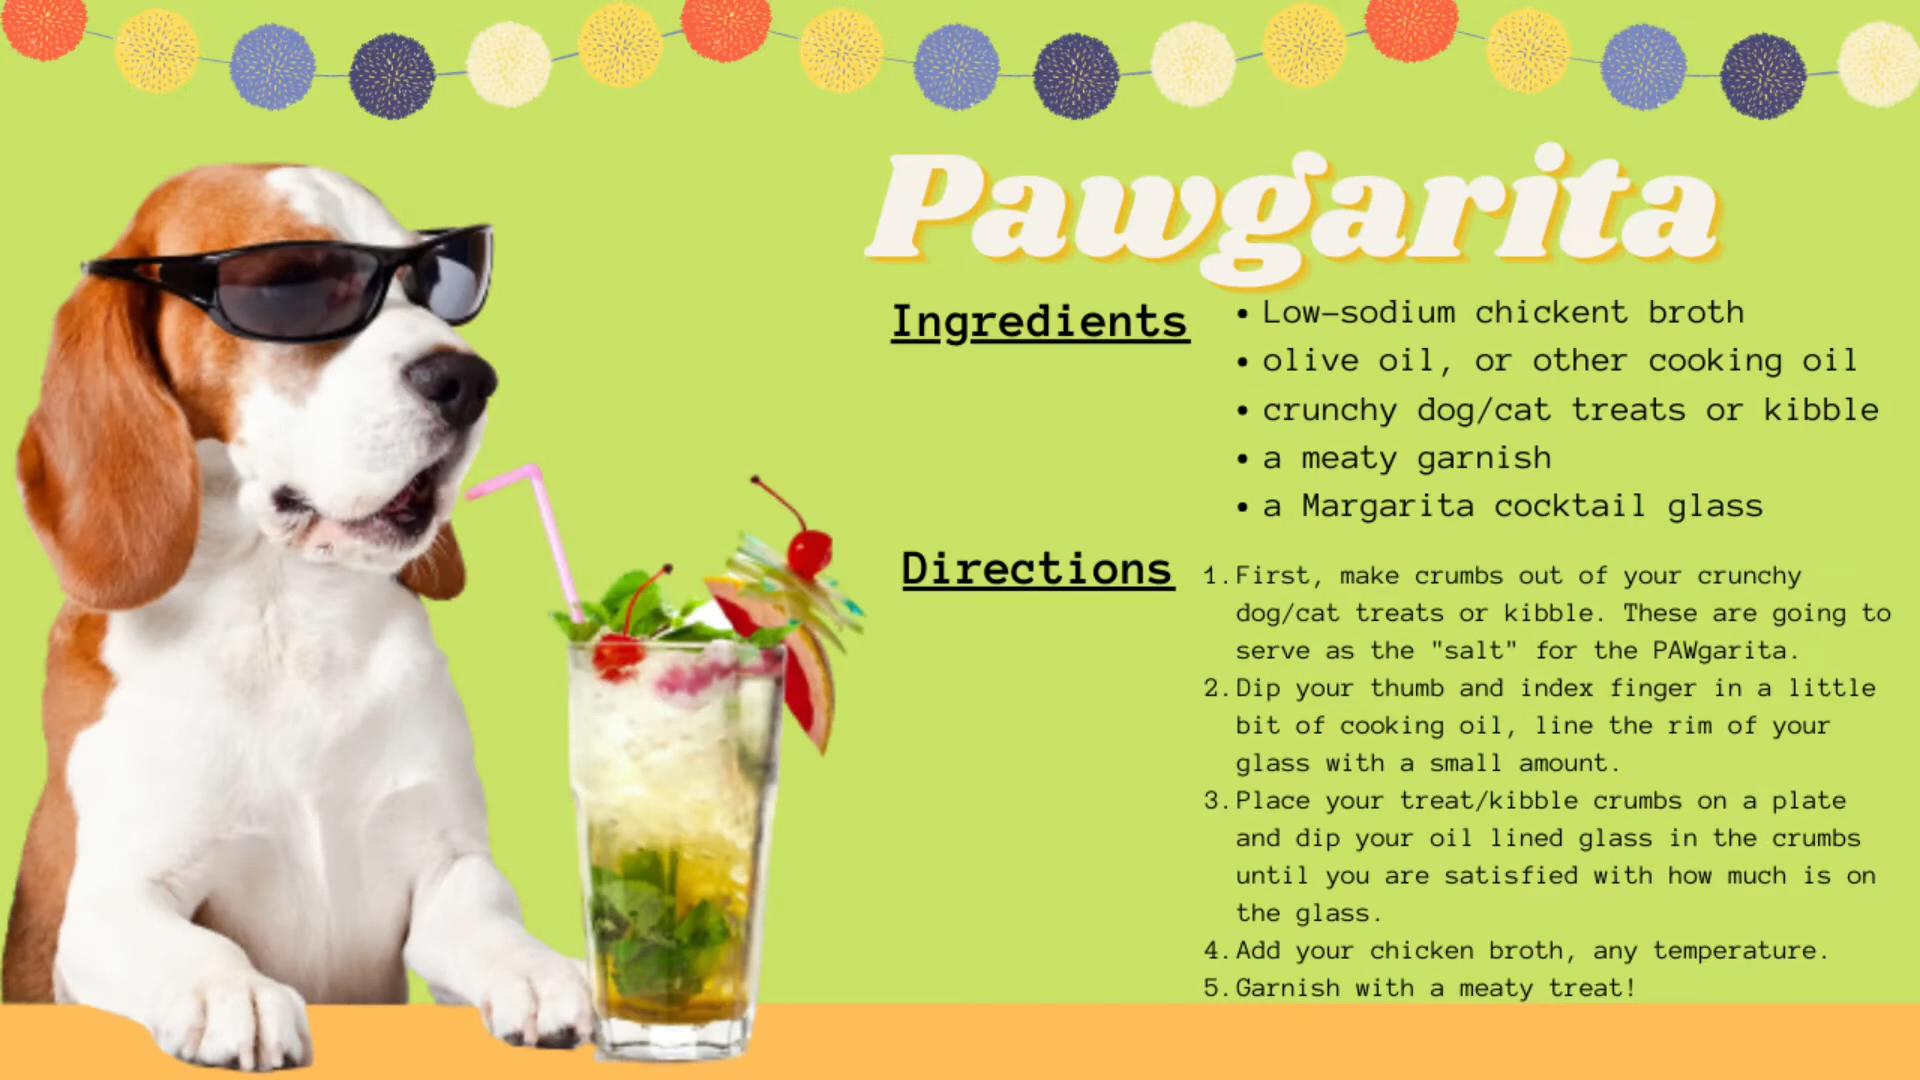 Pawgarita
Ingredients
• Low-sodium chickent broth
• olive oil, or other cooking oil
• crunchy dog/cat treats or kibble
• a meaty garnish
• a Margarita cocktail glass
Directions
1. First, make crumbs out of your crunchy
dog/cat treats or kibble. These are going to
serve as the "salt" for the PAWgarita.
2. Dip your thumb and index finger in a little
bit of cooking oil, line the rim of your
glass with a small amount.
3. Place your treat/kibble crumbs on a plate
and dip your oil lined glass in the crumbs
until you are satisfied with how much is on
the glass.
4. Add your chicken broth, any temperature.
5. Garnish with a meaty treat!